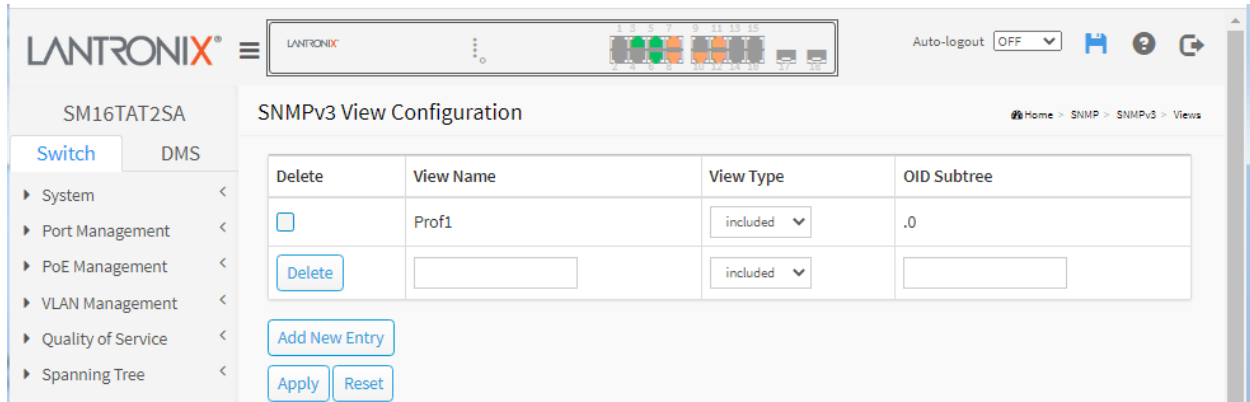 LANTRONIX®
LANTRONIX
1 3 5 7 9 11 13 15
2 4 6 8 10 12 14 16 17 18
Auto-logout OFF
SM16TAT2SA
Switch DMS
System
Port Management
PoE Management
VLAN Management
Quality of Service
Spanning Tree
SNMPv3 View Configuration
Home > SNMP > SNMPv3 > Views
Delete View Name View Type OID Subtree
Prof1 included .0
Delete included
Add New Entry
Apply Reset